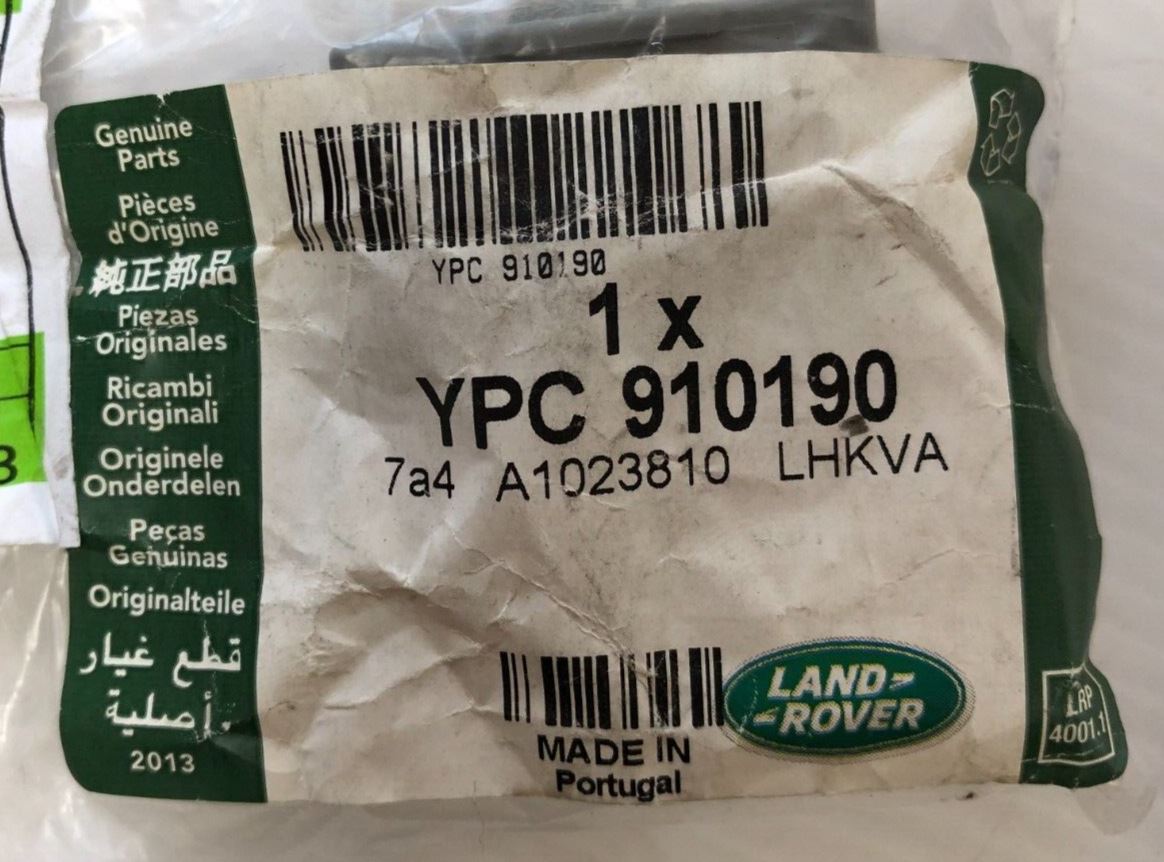 Genuine
Parts
Pièces
d'Origine
純正部品
Piezas
Originales
Ricambi
Originali
Originele
Onderdelen
Peças
Genuinas
Originalteile
قطع غيار
أصلية.
2013
YPC 910190
1 x
YPC 910190
7a4 A1023810 LHKVA
LAND-
-ROVER
MADE IN
Portugal
LRP
4001.1
3